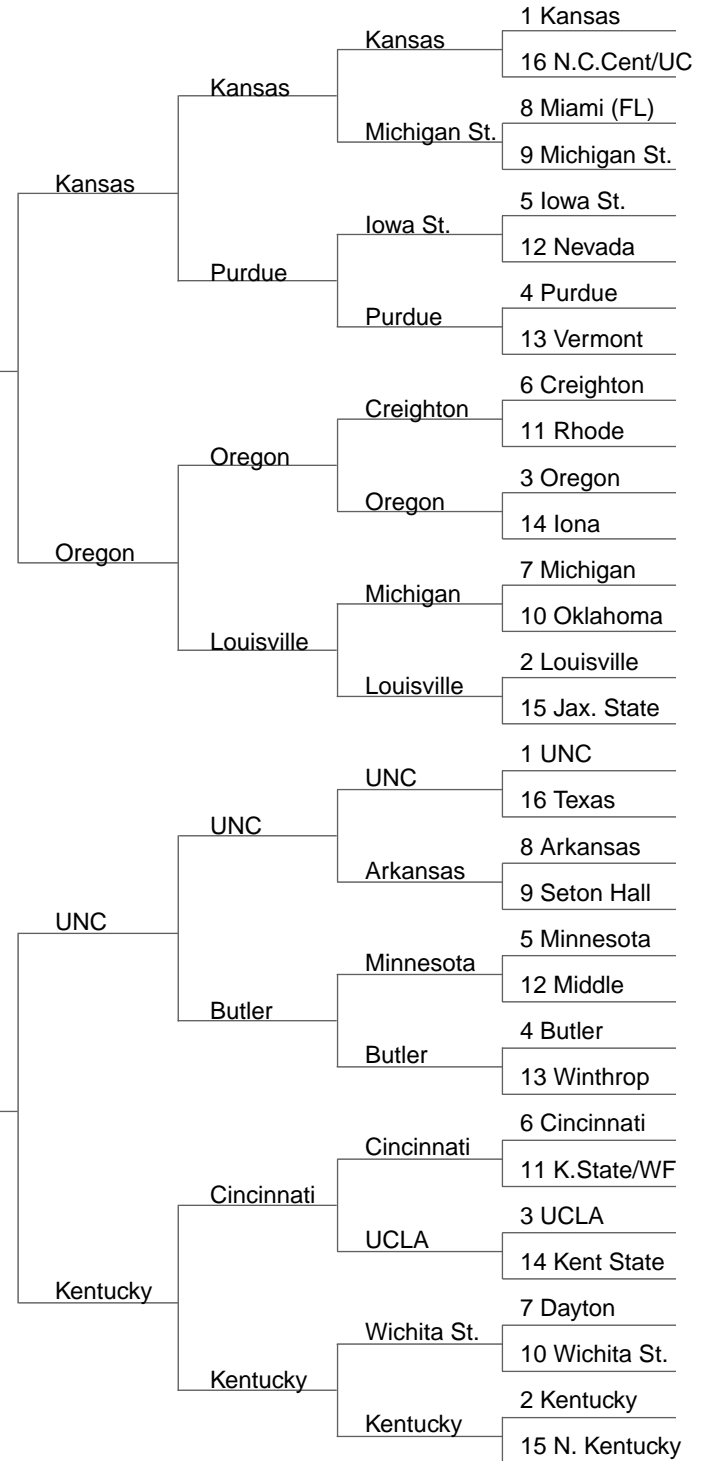 1 Kansas
Kansas
16 N.C.Cent/UC
Kansas
8 Miami (FL)
Michigan St.
9 Michigan St.
Kansas
5 Iowa St.
Iowa St.
12 Nevada
Purdue
4 Purdue
Purdue
13 Vermont
6 Creighton
Creighton
11 Rhode
Oregon
3 Oregon
Oregon
14 Iona
Oregon
7 Michigan
Michigan
10 Oklahoma
Louisville
2 Louisville
Louisville
15 Jax. State
1 UNC
UNC
16 Texas
UNC
8 Arkansas
Arkansas
9 Seton Hall
UNC
5 Minnesota
Minnesota
12 Middle
Butler
4 Butler
Butler
13 Winthrop
6 Cincinnati
Cincinnati
11 K.State/WF
Cincinnati
3 UCLA
UCLA
14 Kent State
Kentucky
7 Dayton
Wichita St.
10 Wichita St.
Kentucky
2 Kentucky
Kentucky
15 N. Kentucky